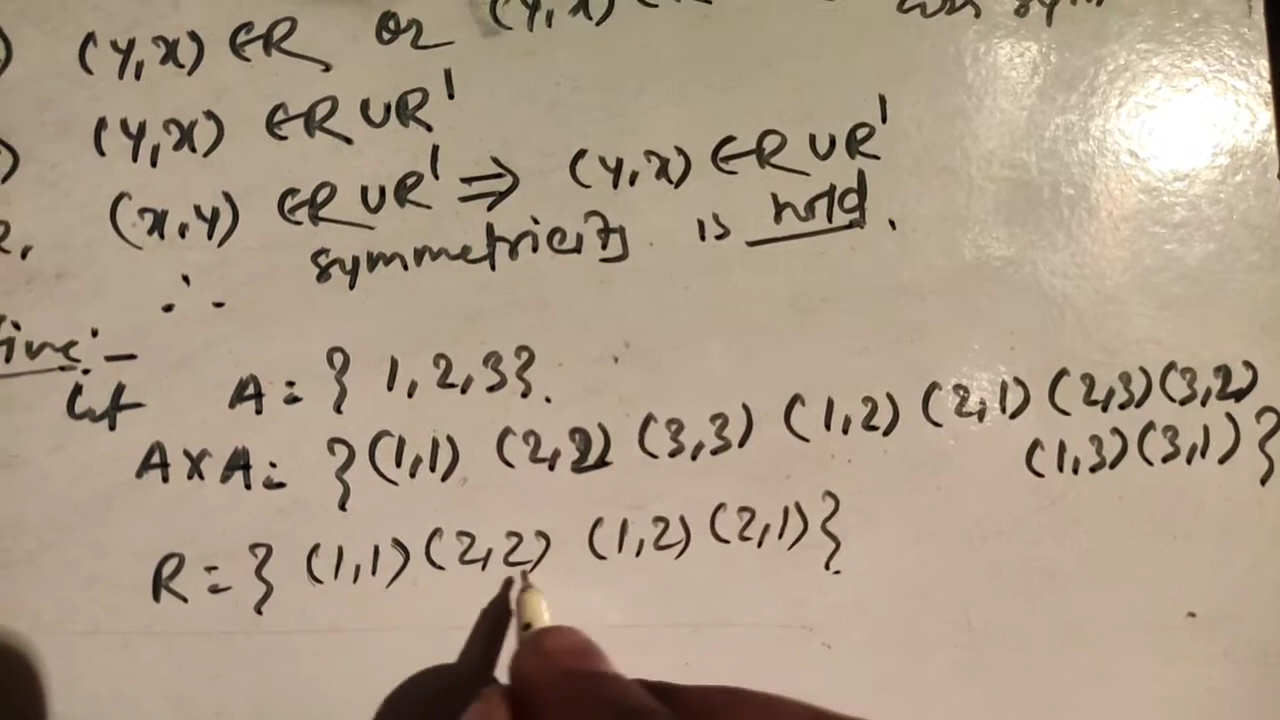 ) (y,x) ∈R or (y,x)
) (y,x) ∈R∪R'
(x,y) ∈R∪R' ⇒ (y,x) ∈R∪R'
∴ symmetricity is hold.
let A = { 1,2,3}.
A×A = {(1,1) (2,2) (3,3) (1,2) (2,1) (2,3)(3,2)
(1,3)(3,1)}
R = { (1,1) (2,2) (1,2) (2,1)}